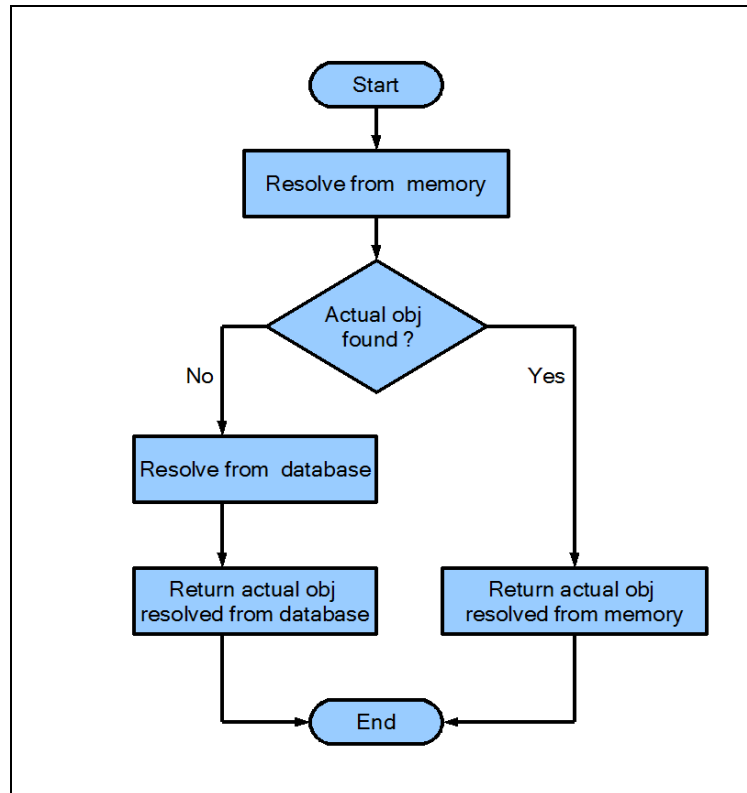 Start
Resolve from memory
Actual obj
found ?
No
Yes
Resolve from database
Return actual obj
resolved from database
Return actual obj
resolved from memory
End